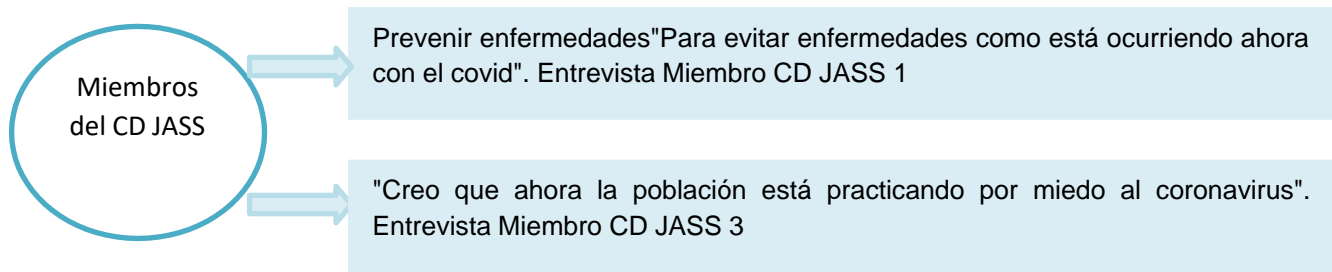 Miembros
del CD JASS
Prevenir enfermedades"Para evitar enfermedades como está ocurriendo ahora
con el covid". Entrevista Miembro CD JASS 1
"Creo que ahora la población está practicando por miedo al coronavirus".
Entrevista Miembro CD JASS 3